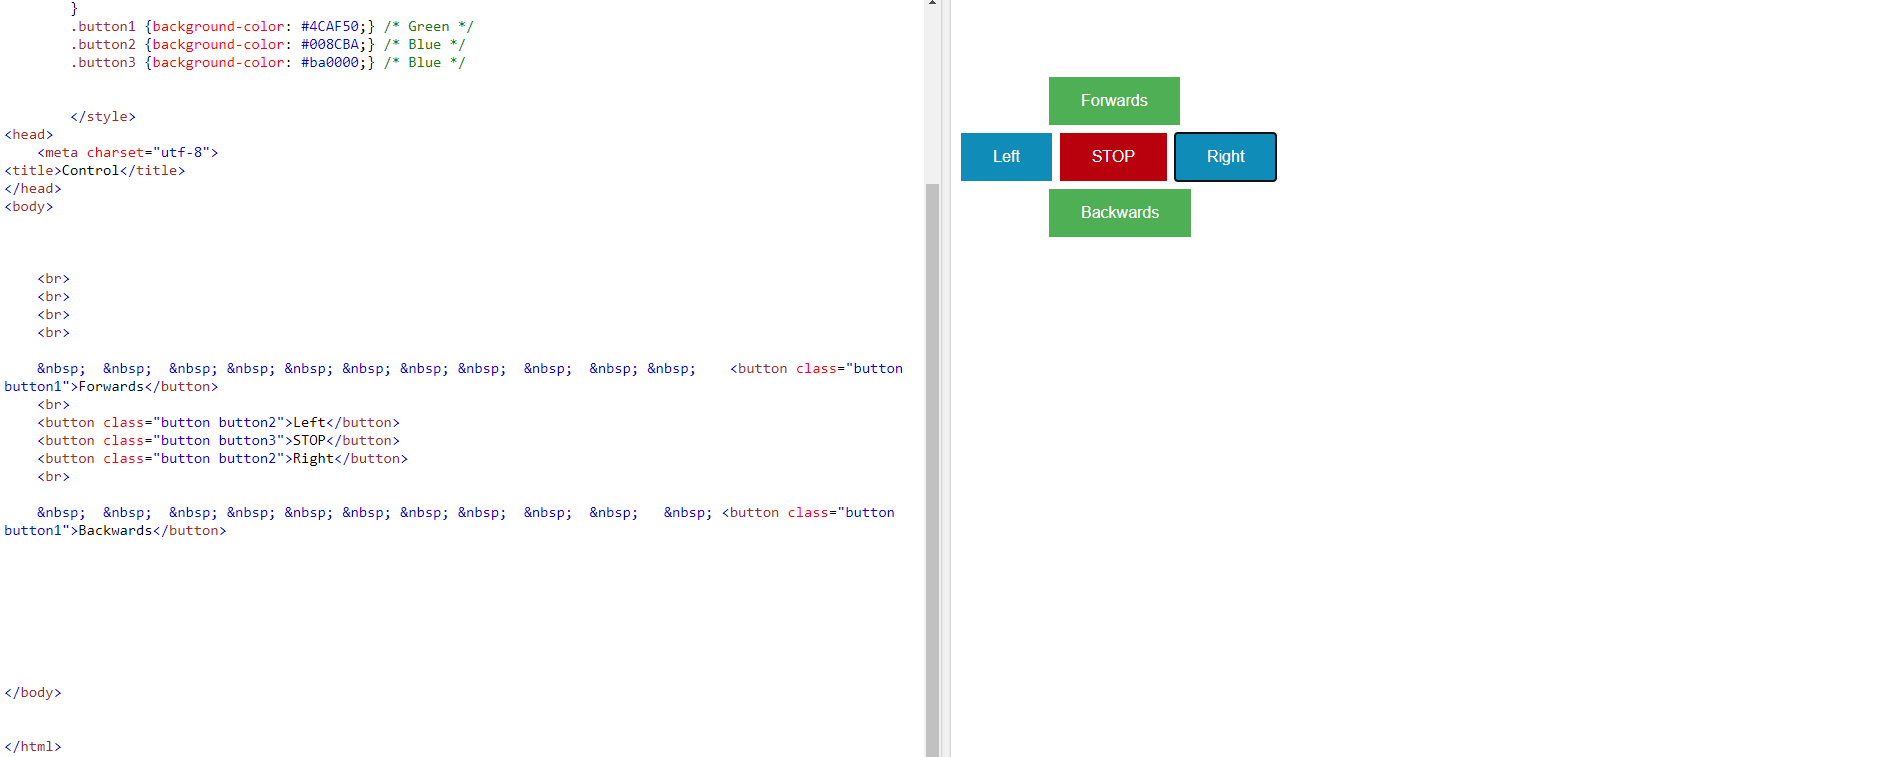 }
.button1 {background-color: #4CAF50;} /* Green */
.button2 {background-color: #008CBA;} /* Blue */
.button3 {background-color: #ba0000;} /* Blue */
</style>
<head>
<meta charset="utf-8">
<title>Control</title>
</head>
<body>
<br>
<br>
<br>
<br>
&nbsp;  &nbsp;  &nbsp; &nbsp; &nbsp; &nbsp; &nbsp; &nbsp;  &nbsp;  &nbsp; &nbsp;    <button class="button
button1">Forwards</button>
<br>
<button class="button button2">Left</button>
<button class="button button3">STOP</button>
<button class="button button2">Right</button>
<br>
&nbsp;  &nbsp;  &nbsp; &nbsp; &nbsp; &nbsp; &nbsp; &nbsp;  &nbsp;  &nbsp;   &nbsp; <button class="button
button1">Backwards</button>
</body>
</html>
Forwards
Left STOP Right
Backwards